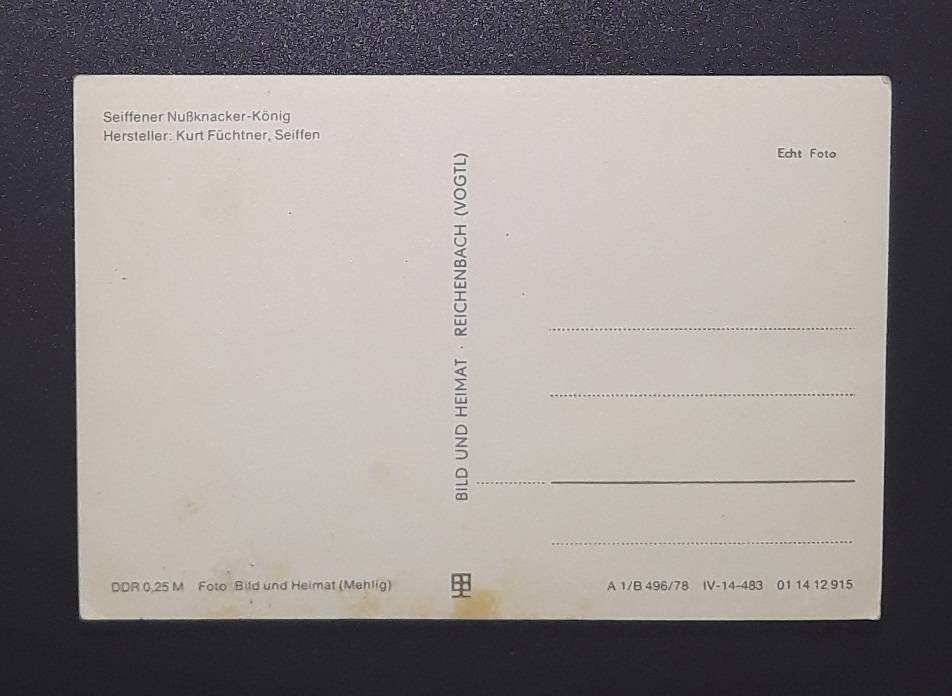 Seiffener Nußknacker-König
Hersteller: Kurt Füchtner, Seiffen
Echt Foto
BILD UND HEIMAT · REICHENBACH (VOGTL)
DDR 0,25 M Foto: Bild und Heimat (Mehlig)
A 1/B 496/78 IV-14-483 01 14 12 915